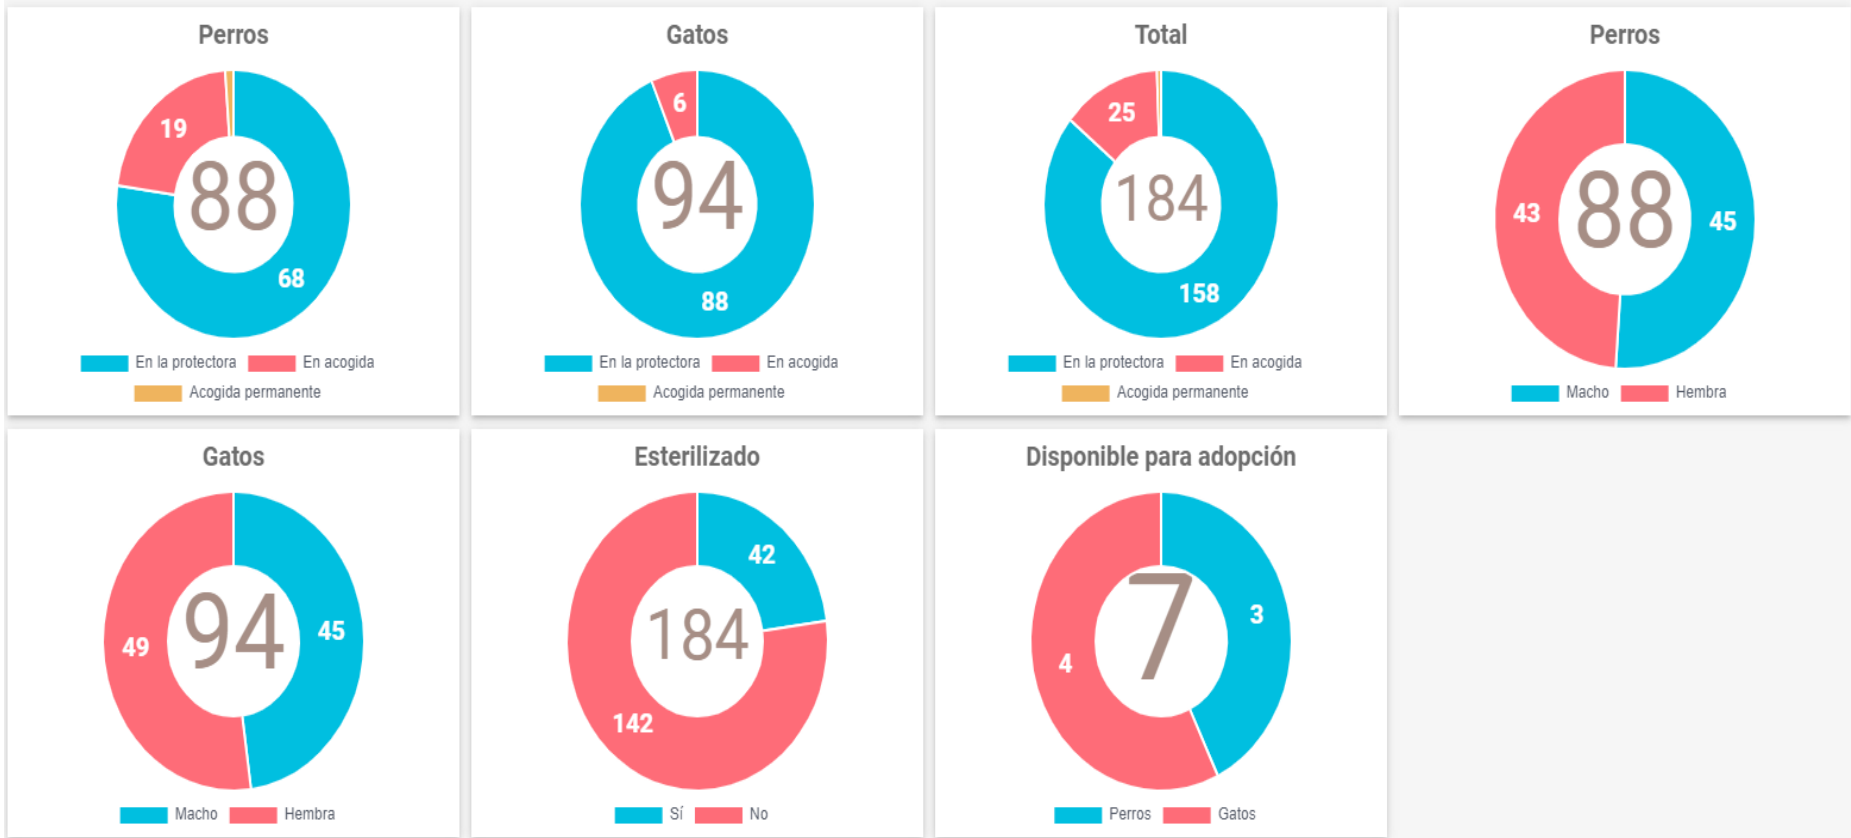 Perros
19
88
68
En la protectora
En acogida
Acogida permanente
Gatos
6
94
88
En la protectora
En acogida
Acogida permanente
Total
25
184
158
En la protectora
En acogida
Acogida permanente
Perros
43
88
45
Macho
Hembra
Gatos
49
94
45
Macho
Hembra
Esterilizado
42
184
142
Sí
No
Disponible para adopción
7
3
4
Perros
Gatos